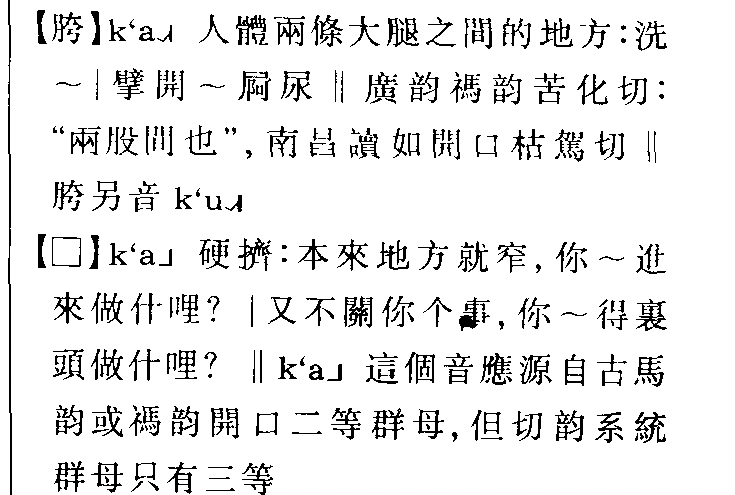 【胯】k‘a˩˧ 人體兩條大腿之間的地方：洗
～｜擘開～屙尿‖廣韵禡韵苦化切：
“兩股間也”，南昌讀如開口枯駕切‖
胯另音 k‘u˩˧
【□】k‘a˩ 硬擠：本來地方就窄，你～進
來做什哩？｜又不關你个事，你～得裏
頭做什哩？‖k‘a˩ 這個音應源自古馬
韵或禡韵開口二等群母，但切韵系統
群母只有三等